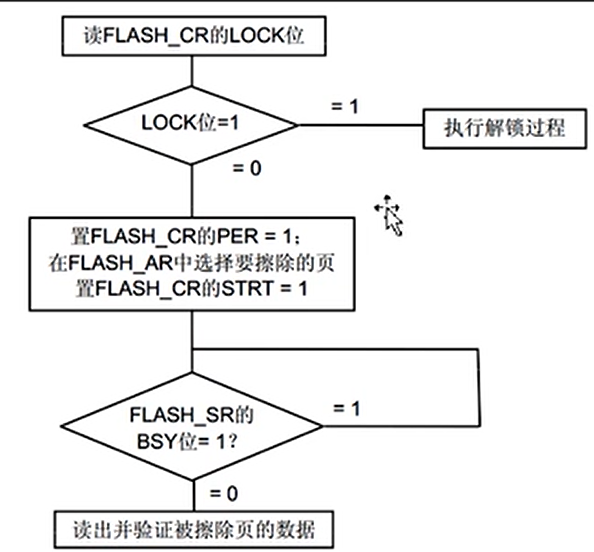 读FLASH_CR的LOCK位
LOCK位=1
= 1
执行解锁过程
= 0
置FLASH_CR的PER = 1;
在FLASH_AR中选择要擦除的页
置FLASH_CR的STRT = 1
FLASH_SR的
BSY位= 1?
= 1
= 0
读出并验证被擦除页的数据